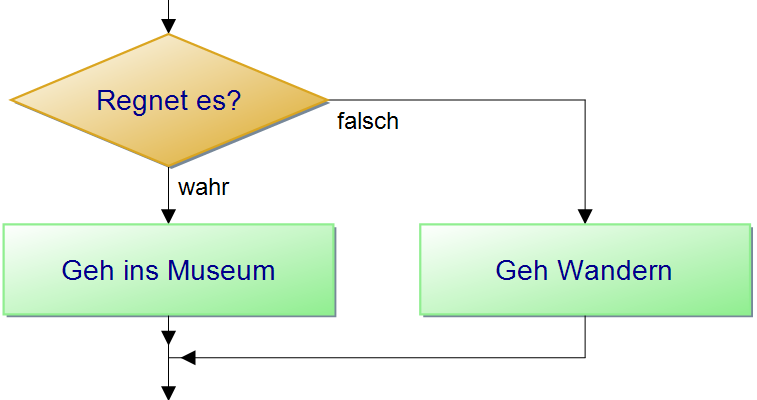 Regnet es?
falsch
wahr
Geh ins Museum
Geh Wandern